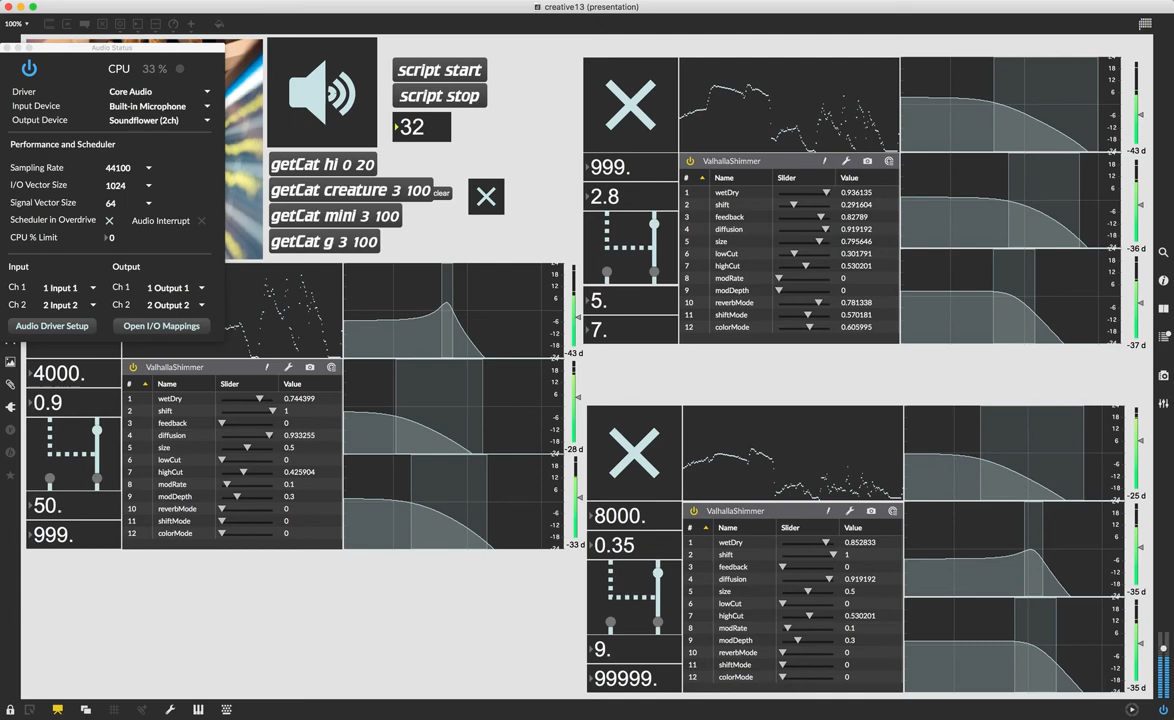 creative13 (presentation)
100%
Audio Status
CPU 33 %
Driver Core Audio
Input Device Built-in Microphone
Output Device Soundflower (2ch)
Performance and Scheduler
Sampling Rate 44100
I/O Vector Size 1024
Signal Vector Size 64
Scheduler in Overdrive Audio Interrupt
CPU % Limit 0
Input Output
Ch 1 1 Input 1 Ch 1 1 Output 1
Ch 2 2 Input 2 Ch 2 2 Output 2
Audio Driver Setup Open I/O Mappings
script start
script stop
32
getCat hi 0 20
getCat creature 3 100
clear
getCat mini 3 100
getCat g 3 100
4000.
0.9
50.
999.
ValhallaShimmer
# Name Slider Value
1 wetDry 0.744399
2 shift 1
3 feedback 0
4 diffusion 0.933255
5 size 0.5
6 lowCut 0
7 highCut 0.425904
8 modRate 0.1
9 modDepth 0.3
10 reverbMode 0
11 shiftMode 0
12 colorMode 0
-43 d
-28 d
-33 d
999.
2.8
5.
7.
ValhallaShimmer
# Name Slider Value
1 wetDry 0.936135
2 shift 0.291604
3 feedback 0.82789
4 diffusion 0.919192
5 size 0.795646
6 lowCut 0.301791
7 highCut 0.530201
8 modRate 0
9 modDepth 0
10 reverbMode 0.781338
11 shiftMode 0.570181
12 colorMode 0.605995
-43 d
-36 d
-37 d
8000.
0.35
9.
99999.
ValhallaShimmer
# Name Slider Value
1 wetDry 0.852833
2 shift 1
3 feedback 0
4 diffusion 0.919192
5 size 0.5
6 lowCut 0
7 highCut 0.530201
8 modRate 0.1
9 modDepth 0.3
10 reverbMode 0
11 shiftMode 0
12 colorMode 0
-25 d
-35 d
-35 d